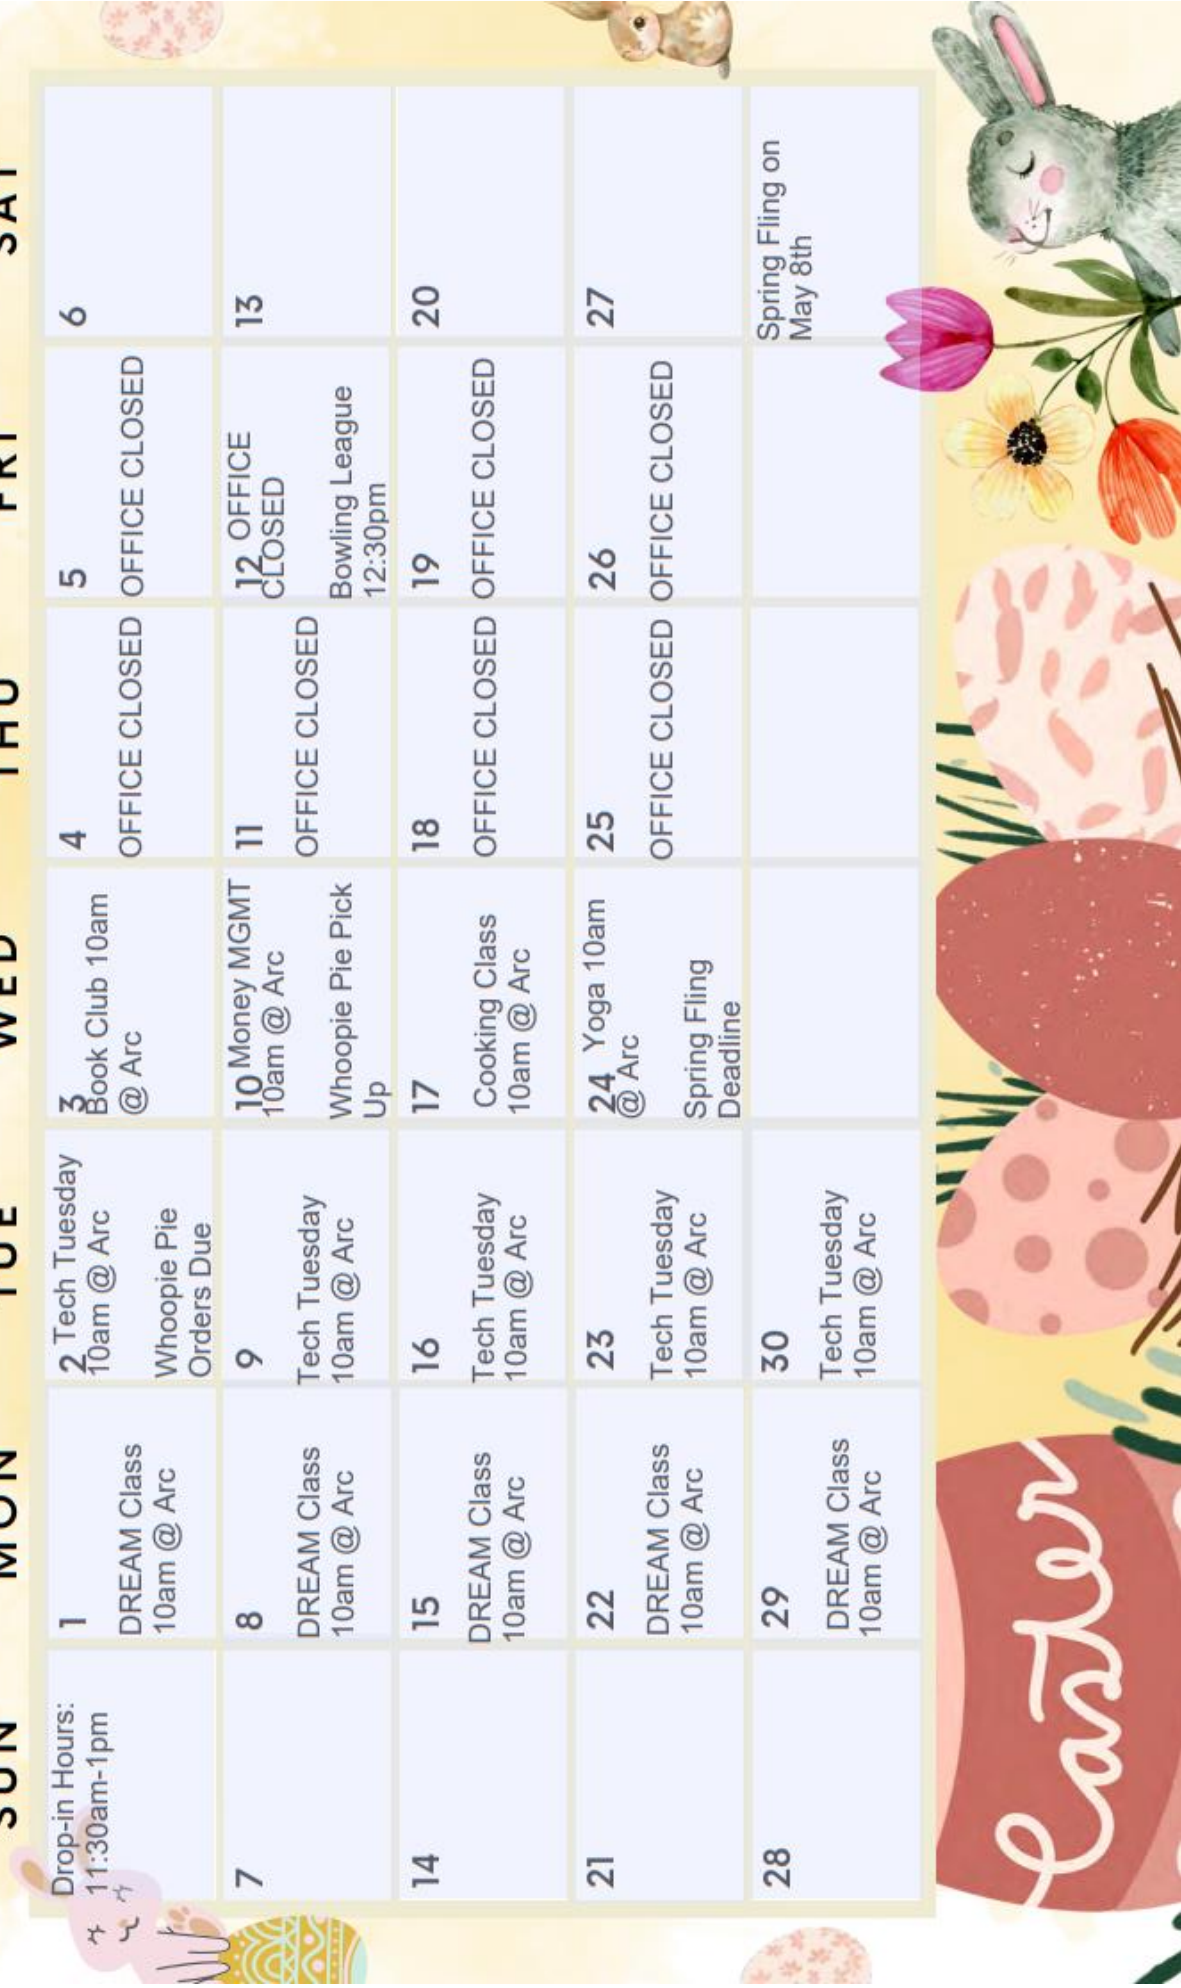 SUN MON TUE WED THU FRI SAT
Drop-in Hours:
11:30am-1pm
1
DREAM Class
10am @ Arc
2 Tech Tuesday
10am @ Arc
Whoopie Pie
Orders Due
3
Book Club 10am
@ Arc
4
OFFICE CLOSED
5
OFFICE CLOSED
6
7
8
DREAM Class
10am @ Arc
9
Tech Tuesday
10am @ Arc
10 Money MGMT
10am @ Arc
Whoopie Pie Pick
Up
11
OFFICE CLOSED
12 OFFICE
CLOSED
Bowling League
12:30pm
13
14
15
DREAM Class
10am @ Arc
16
Tech Tuesday
10am @ Arc
17
Cooking Class
10am @ Arc
18
OFFICE CLOSED
19
OFFICE CLOSED
20
21
22
DREAM Class
10am @ Arc
23
Tech Tuesday
10am @ Arc
24 Yoga 10am
@ Arc
Spring Fling
Deadline
25
OFFICE CLOSED
26
OFFICE CLOSED
27
28
29
DREAM Class
10am @ Arc
30
Tech Tuesday
10am @ Arc
Spring Fling on
May 8th
easter